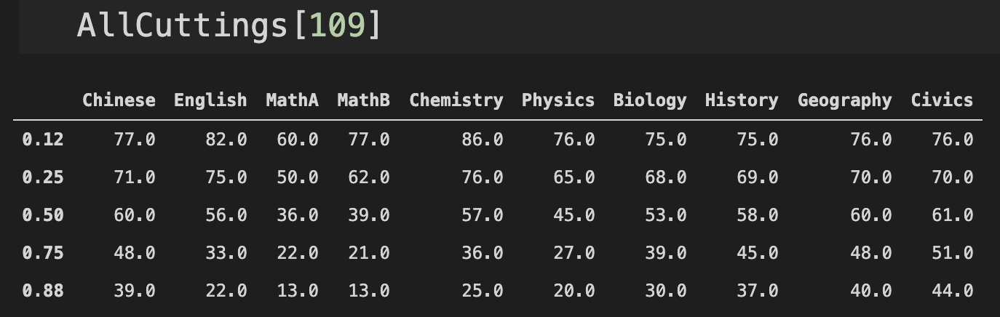 AllCuttings[109]
Chinese English MathA MathB Chemistry Physics Biology History Geography Civics
0.12 77.0 82.0 60.0 77.0 86.0 76.0 75.0 75.0 76.0 76.0
0.25 71.0 75.0 50.0 62.0 76.0 65.0 68.0 69.0 70.0 70.0
0.50 60.0 56.0 36.0 39.0 57.0 45.0 53.0 58.0 60.0 61.0
0.75 48.0 33.0 22.0 21.0 36.0 27.0 39.0 45.0 48.0 51.0
0.88 39.0 22.0 13.0 13.0 25.0 20.0 30.0 37.0 40.0 44.0